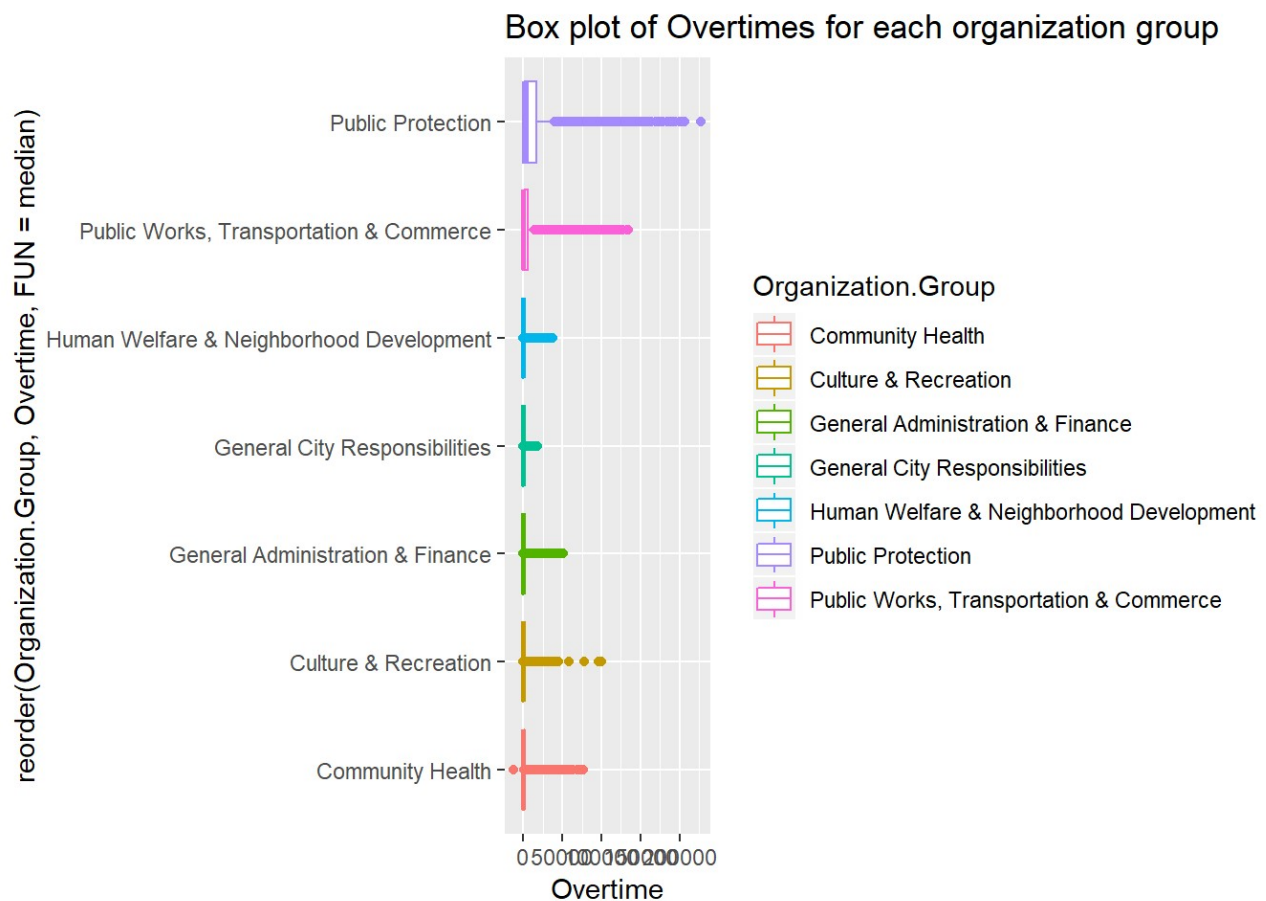 Box plot of Overtimes for each organization group
reorder(Organization.Group, Overtime, FUN = median)
Public Protection
Public Works, Transportation & Commerce
Human Welfare & Neighborhood Development
General City Responsibilities
General Administration & Finance
Culture & Recreation
Community Health
0 50000 100000 150000 200000
Overtime
Organization.Group
Community Health
Culture & Recreation
General Administration & Finance
General City Responsibilities
Human Welfare & Neighborhood Development
Public Protection
Public Works, Transportation & Commerce